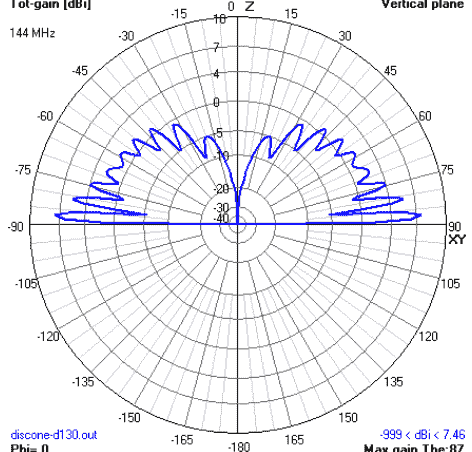 Tot-gain [dBi]
Vertical plane
144 MHz
0 Z
-15 15
-30 30
-45 45
-60 60
-75 75
-90 90
XY
-105 105
-120 120
-135 135
-150 150
-165 165
-180
10
7
4
0
-5
-10
-20
-30
-40
discone-d130.out
-999 < dBi < 7.46
Phi= 0
Max gain The:87